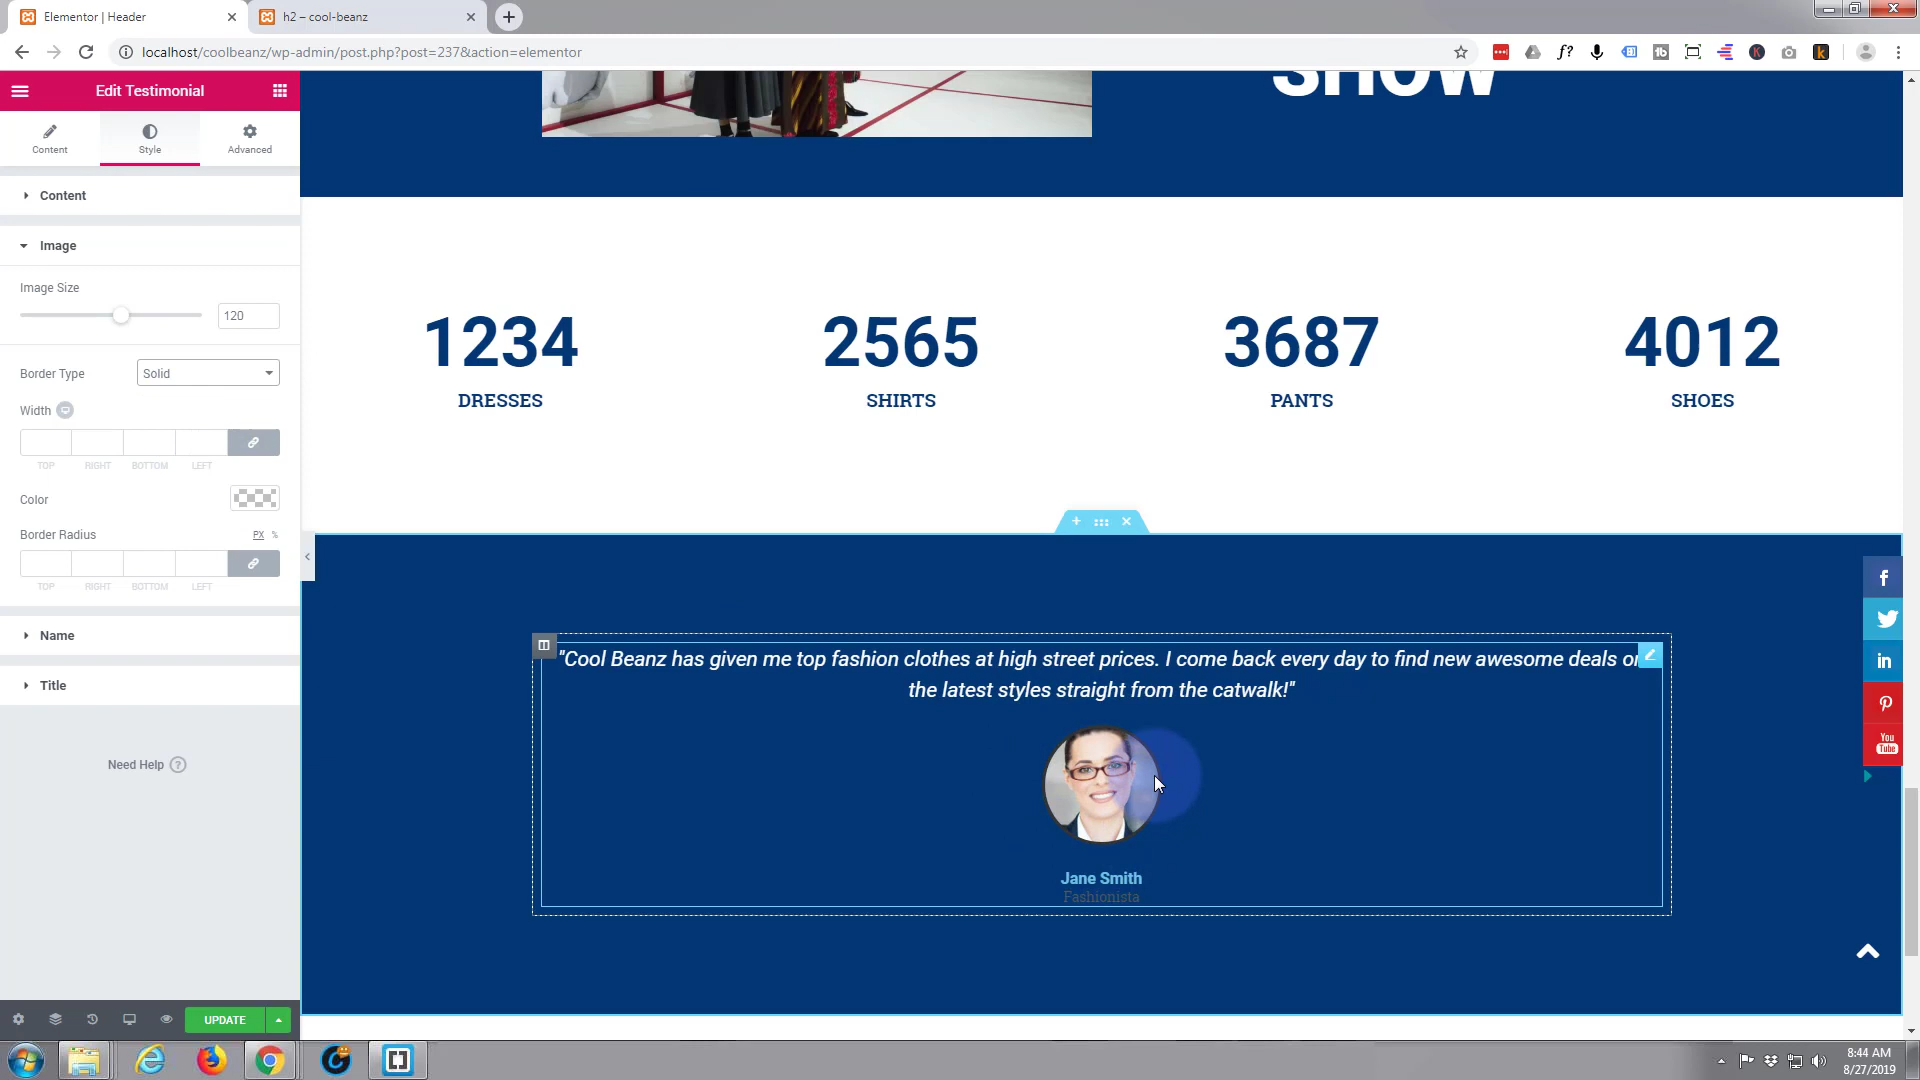 Elementor | Header
h2 – cool-beanz
localhost/coolbeanz/wp-admin/post.php?post=237&action=elementor
f?
tb
K
k
Edit Testimonial
Content
Style
Advanced
Content
Image
Image Size
120
Border Type
Solid
Width
TOP RIGHT BOTTOM LEFT
Color
Border Radius
PX %
TOP RIGHT BOTTOM LEFT
Name
Title
Need Help ?
UPDATE
SHOW
1234
DRESSES
2565
SHIRTS
3687
PANTS
4012
SHOES
"Cool Beanz has given me top fashion clothes at high street prices. I come back every day to find new awesome deals
the latest styles straight from the catwalk!"
Jane Smith
Fashionista
f
in
You
Tube
8:44 AM
8/27/2019